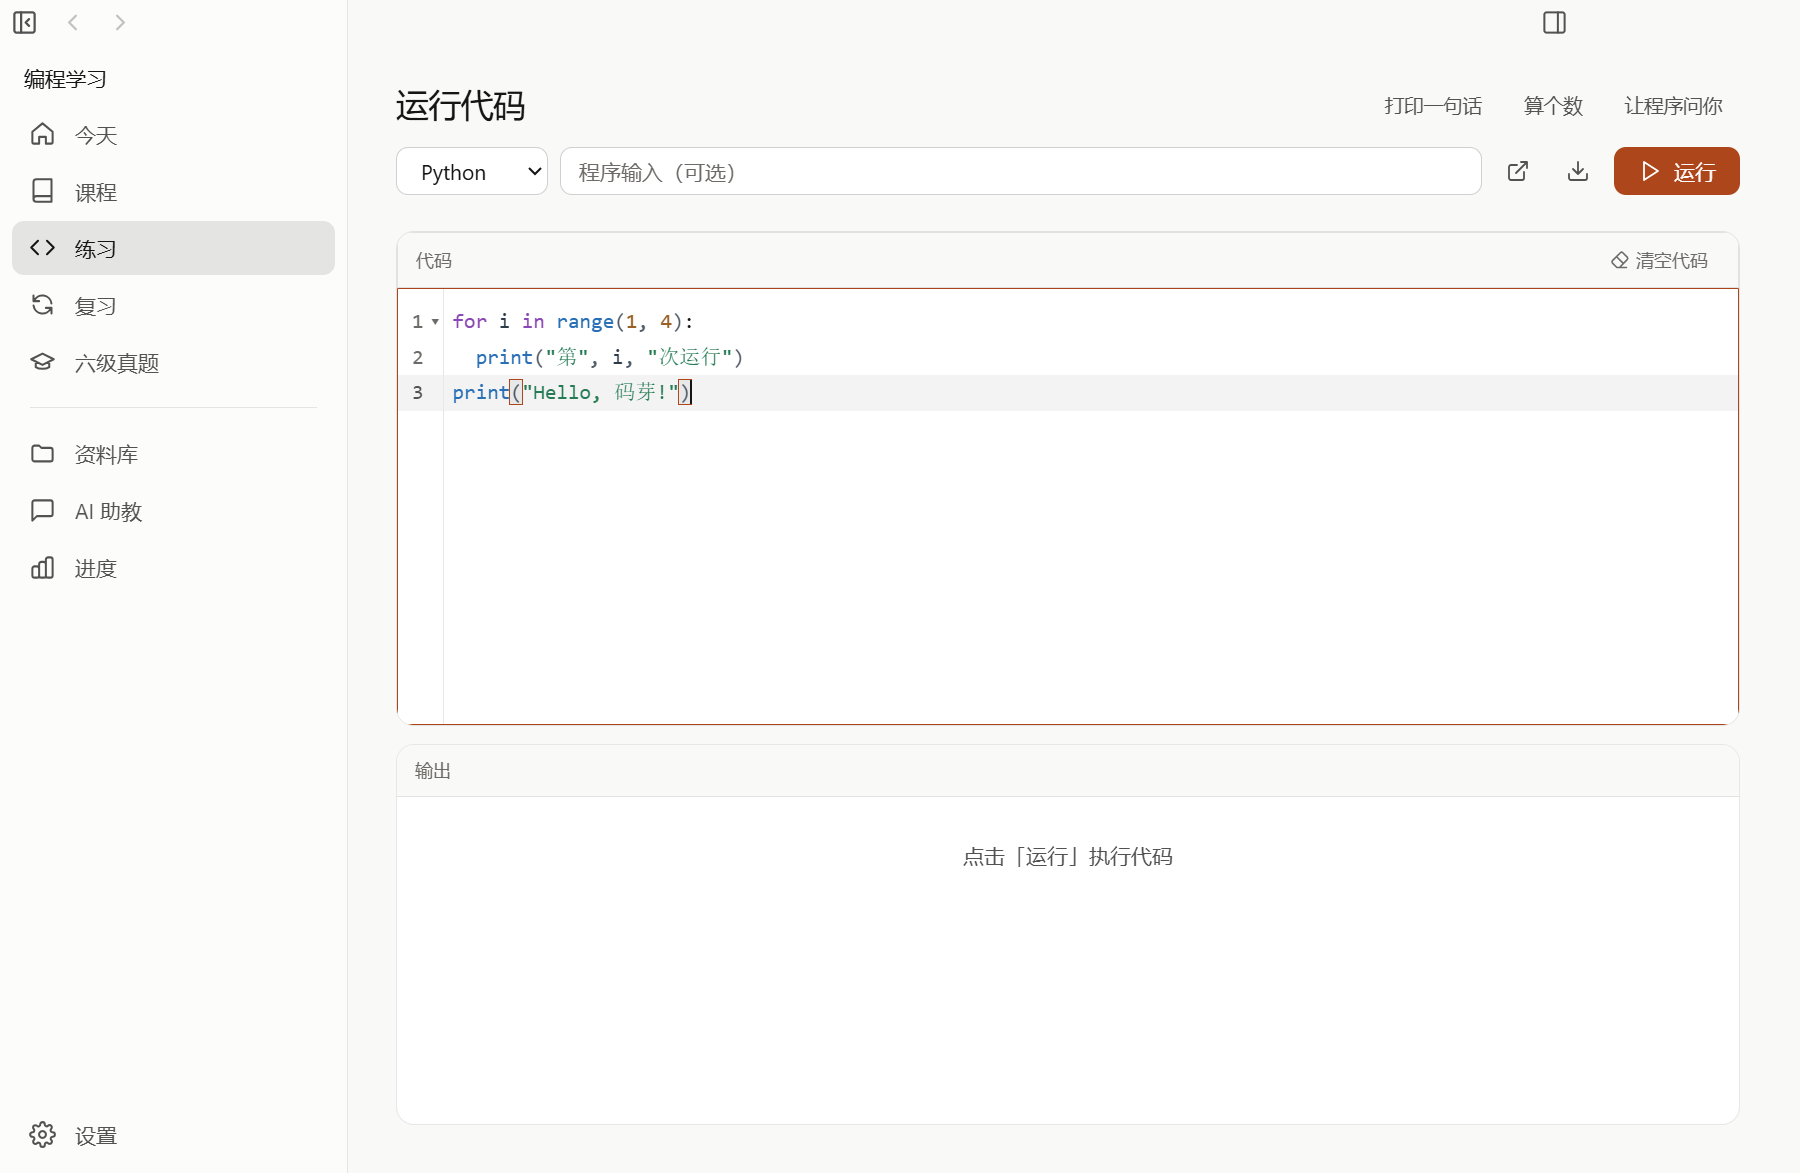 编程学习
今天
课程
练习
复习
六级真题
资料库
AI 助教
进度
设置
运行代码
打印一句话
算个数
让程序问你
Python
程序输入（可选）
运行
代码
清空代码
1 for i in range(1, 4):
2   print("第", i, "次运行")
3 print("Hello, 码芽!")
输出
点击「运行」执行代码